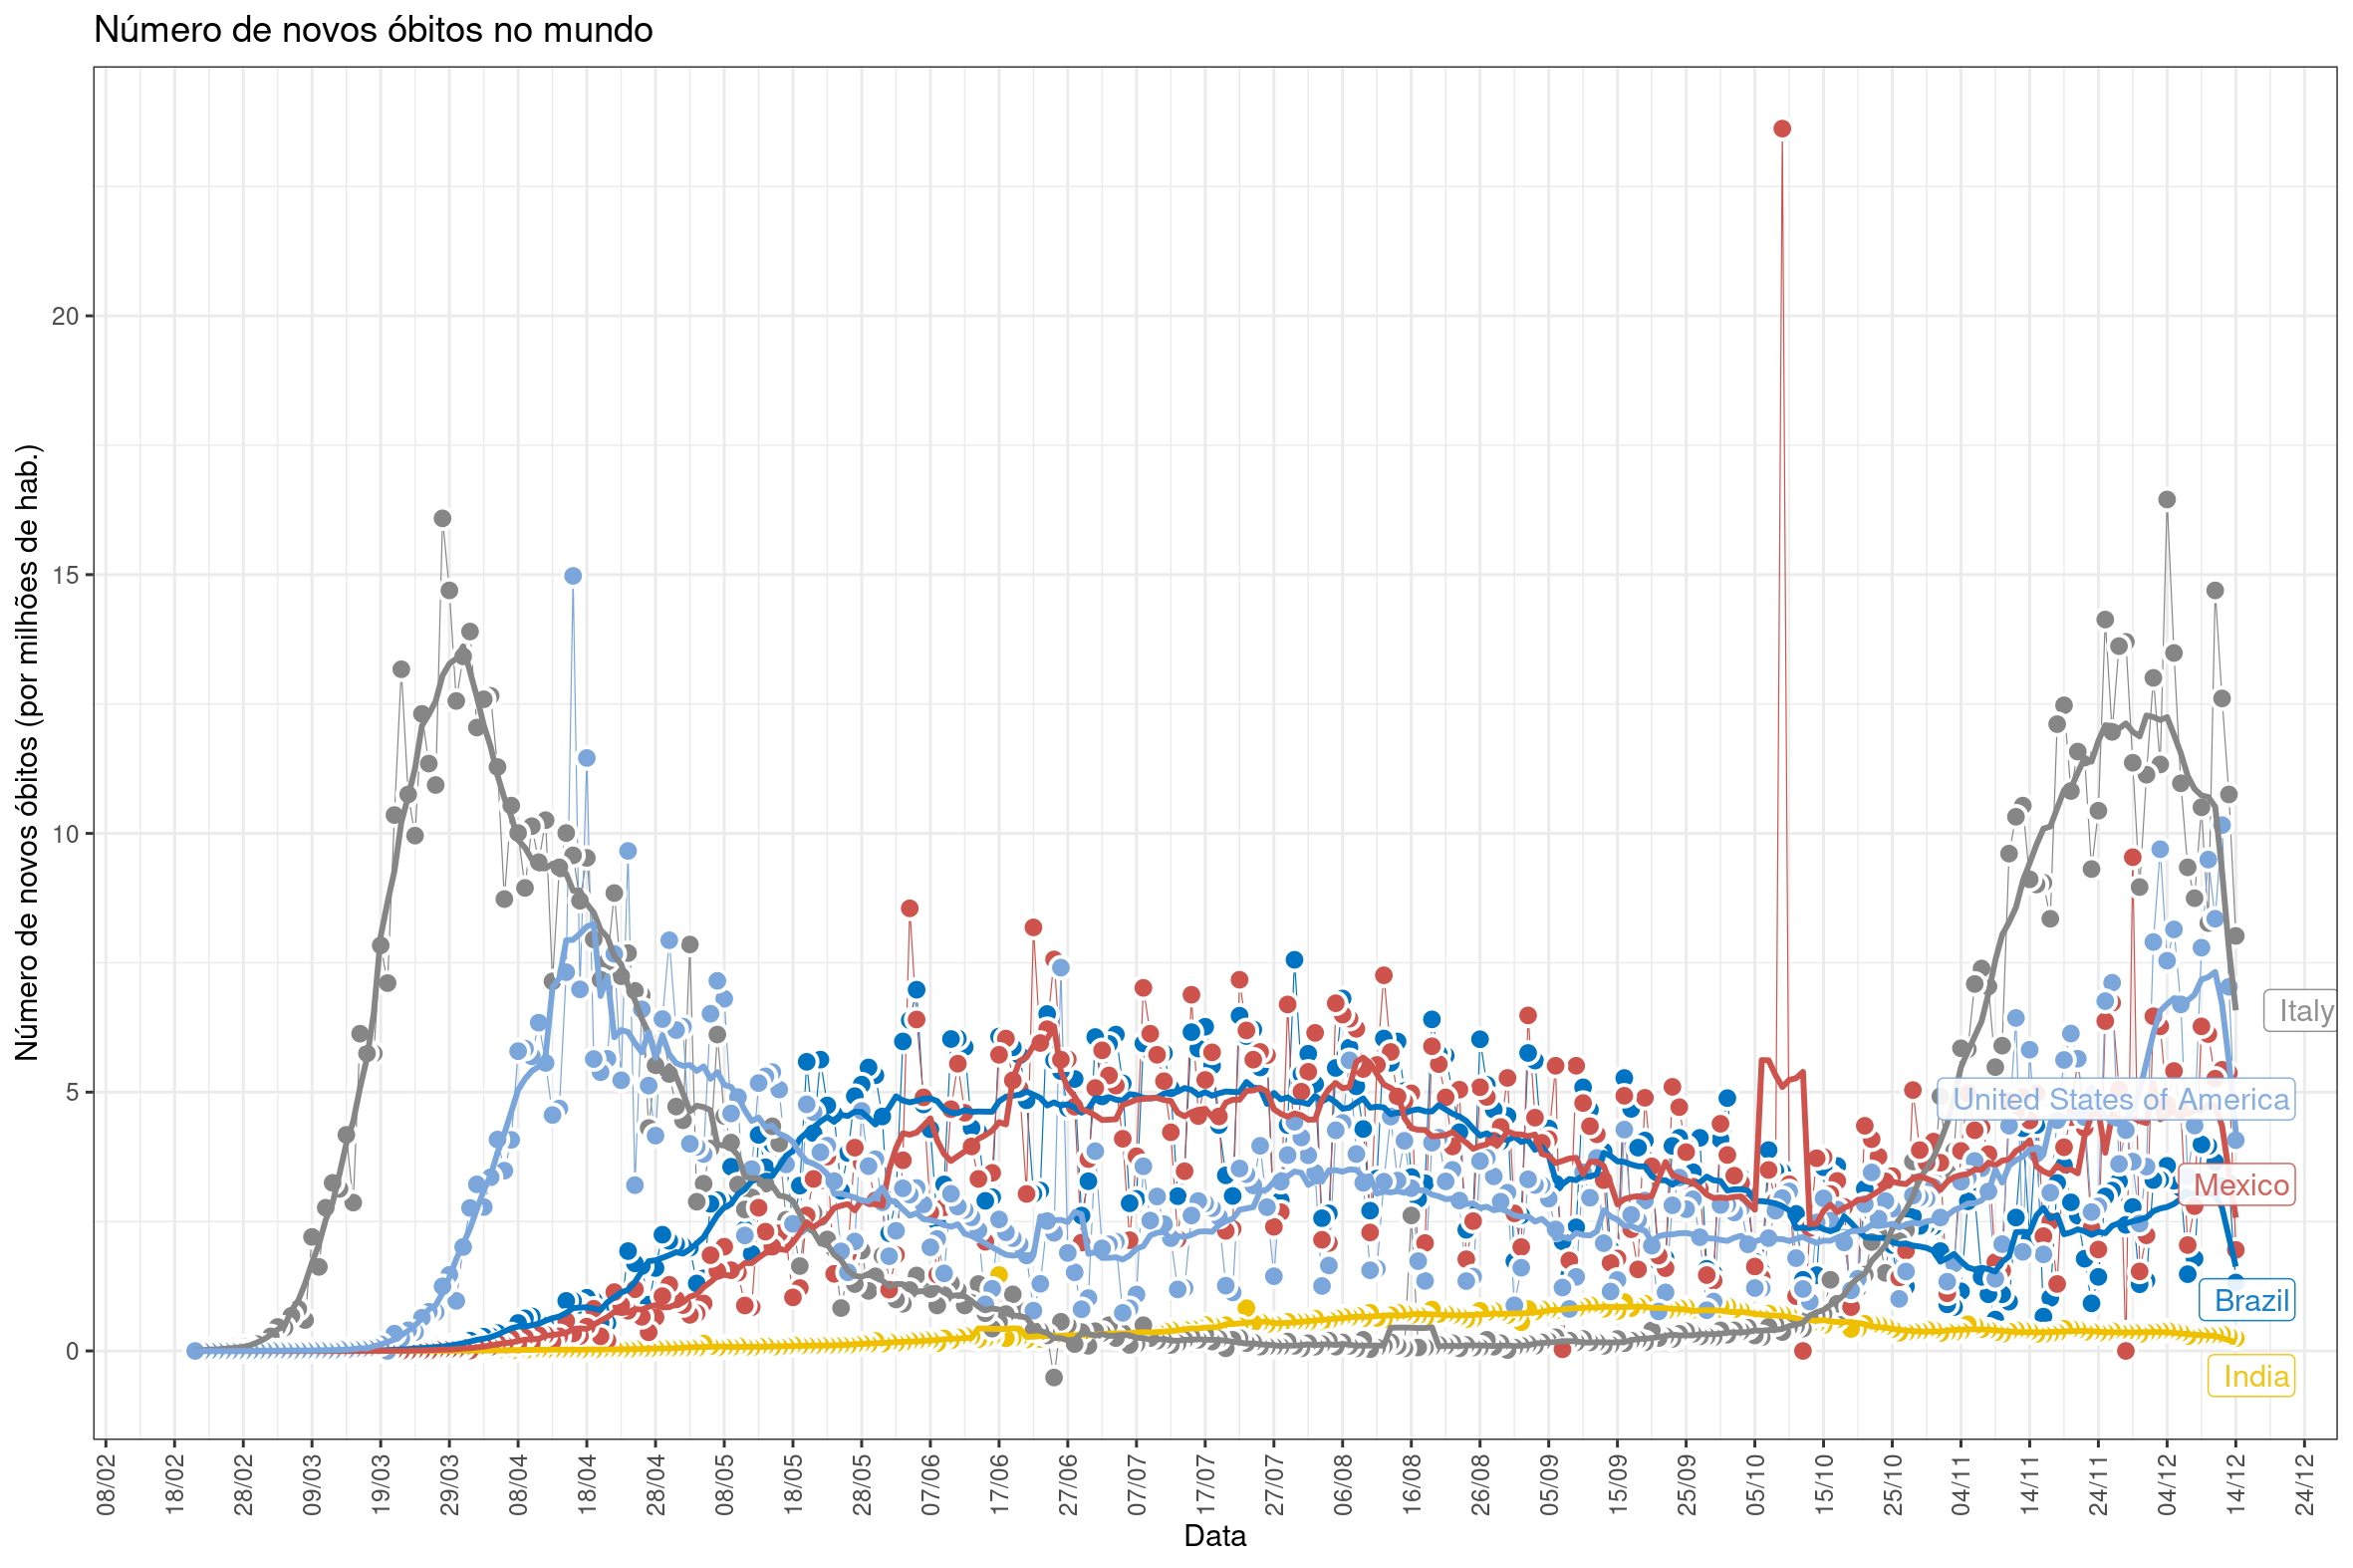 Número de novos óbitos no mundo
Número de novos óbitos (por milhões de hab.)
20
15
10
5
0
Italy
United States of America
Mexico
Brazil
India
08/02 18/02 28/02 09/03 19/03 29/03 08/04 18/04 28/04 08/05 18/05 28/05 07/06 17/06 27/06 07/07 17/07 27/07 06/08 16/08 26/08 05/09 15/09 25/09 05/10 15/10 25/10 04/11 14/11 24/11 04/12 14/12 24/12
Data